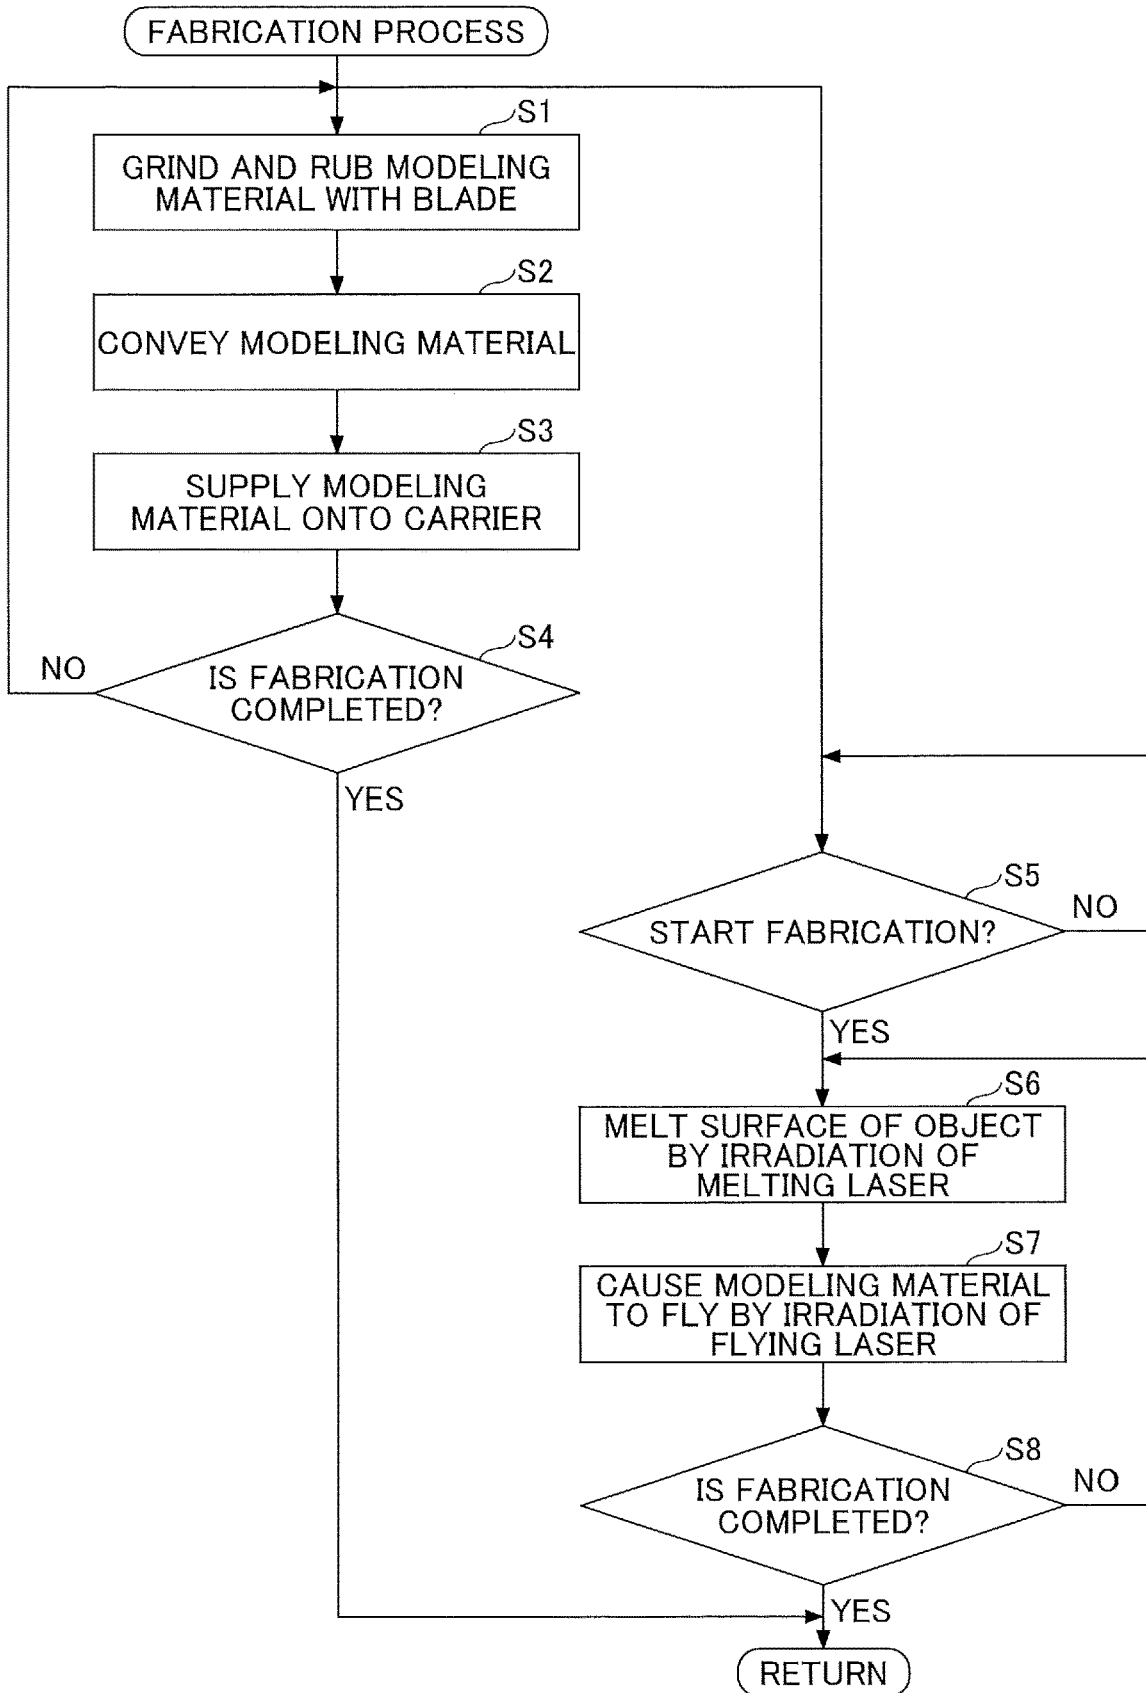 FABRICATION PROCESS
S1
GRIND AND RUB MODELING
MATERIAL WITH BLADE
S2
CONVEY MODELING MATERIAL
S3
SUPPLY MODELING
MATERIAL ONTO CARRIER
S4
NO
IS FABRICATION
COMPLETED?
YES
S5
START FABRICATION?
NO
YES
S6
MELT SURFACE OF OBJECT
BY IRRADIATION OF
MELTING LASER
S7
CAUSE MODELING MATERIAL
TO FLY BY IRRADIATION OF
FLYING LASER
S8
IS FABRICATION
COMPLETED?
NO
YES
RETURN